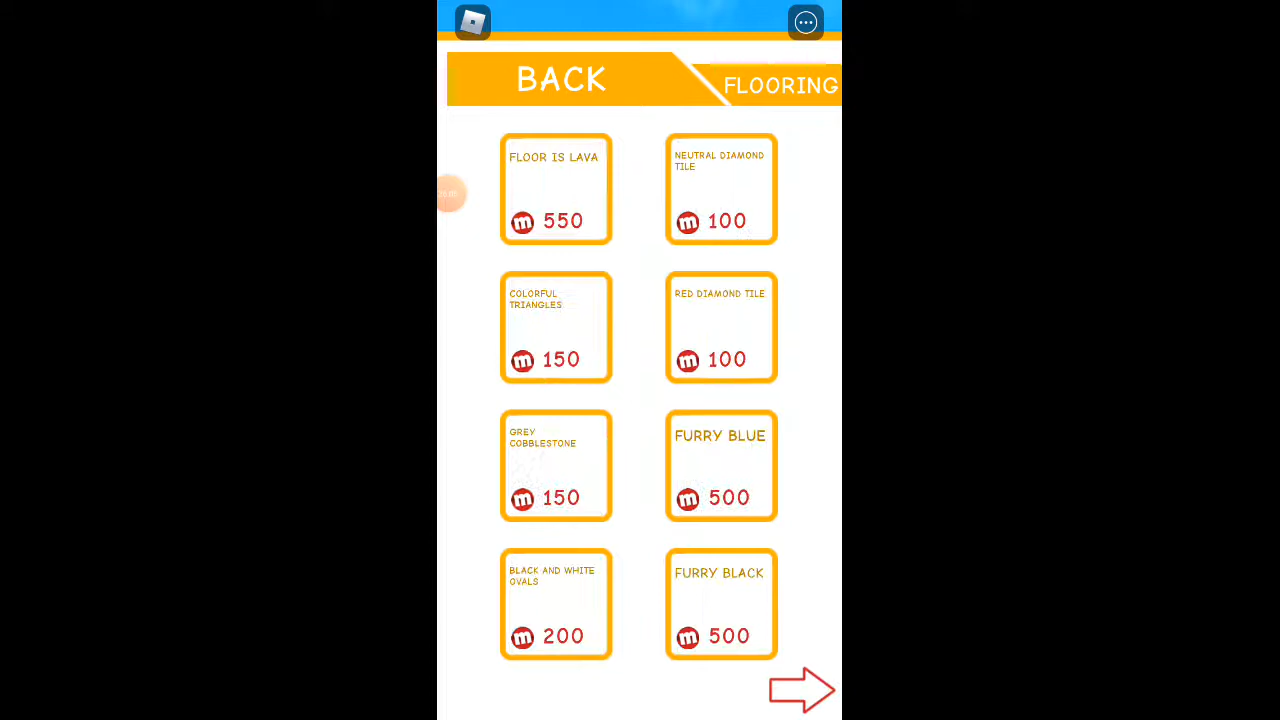 BACK
FLOORING
FLOOR IS LAVA
m 550
NEUTRAL DIAMOND
TILE
m 100
COLORFUL
TRIANGLES
m 150
RED DIAMOND TILE
m 100
GREY
COBBLESTONE
m 150
FURRY BLUE
m 500
BLACK AND WHITE
OVALS
m 200
FURRY BLACK
m 500